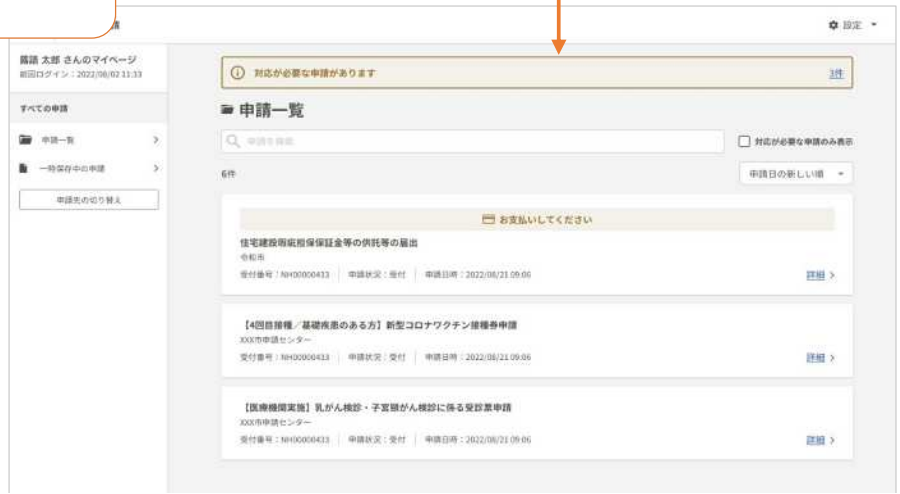 請
設定
太郎 さんのマイページ
前回ログイン：2022/08/02 11:33
すべての申請
申請一覧
一時保存中の申請
申請先の切り替え
対応が必要な申請があります
3件
申請一覧
申請を検索
対応が必要な申請のみ表示
6件
申請日の新しい順
お支払いしてください
住宅建設瑕疵担保保証金等の供託等の届出
令和市
受付番号：NH00000433 申請状況：受付 申請日時：2022/08/21 09:06
詳細
【4回目接種／基礎疾患のある方】新型コロナワクチン接種券申請
XXX市申請センター
受付番号：NH00000433 申請状況：受付 申請日時：2022/08/21 09:06
詳細
【医療機関実施】乳がん検診・子宮頸がん検診に係る受診票申請
XXX市申請センター
受付番号：NH00000433 申請状況：受付 申請日時：2022/08/21 09:06
詳細